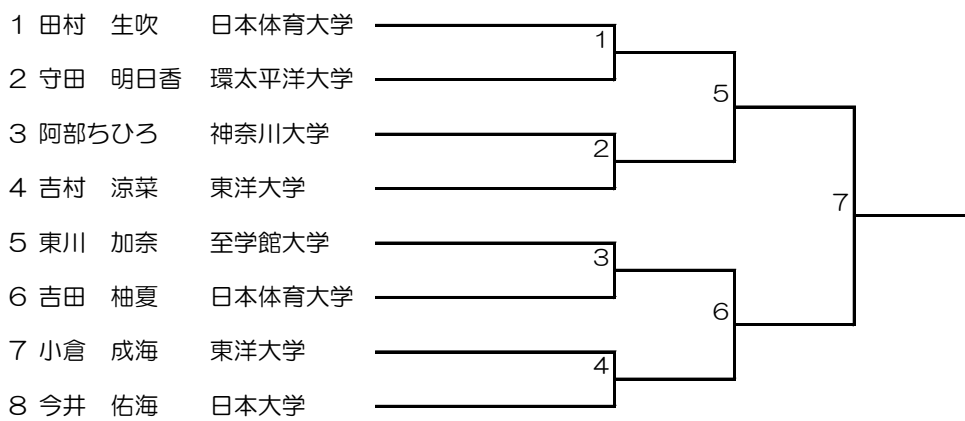 1 田村　生吹　日本体育大学
1
2 守田　明日香　環太平洋大学
5
3 阿部ちひろ　神奈川大学
2
4 吉村　涼菜　東洋大学
7
5 東川　加奈　至学館大学
3
6 吉田　柚夏　日本体育大学
6
7 小倉　成海　東洋大学
4
8 今井　佑海　日本大学